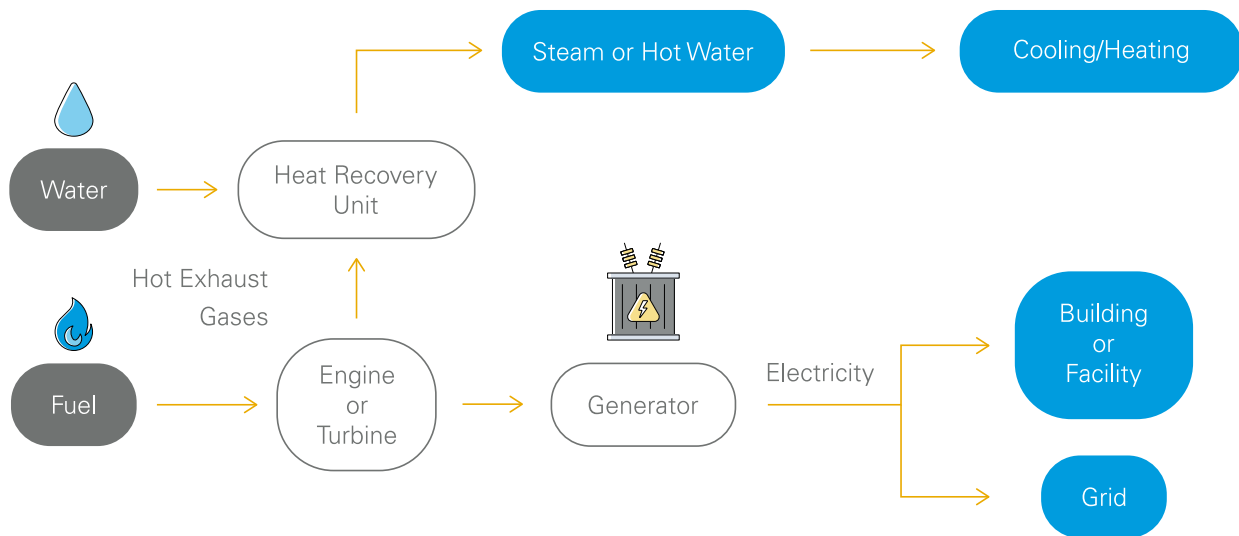 Steam or Hot Water
Cooling/Heating
Water
Heat Recovery
Unit
Hot Exhaust
Gases
Fuel
Engine
or
Turbine
Generator
Electricity
Building
or
Facility
Grid